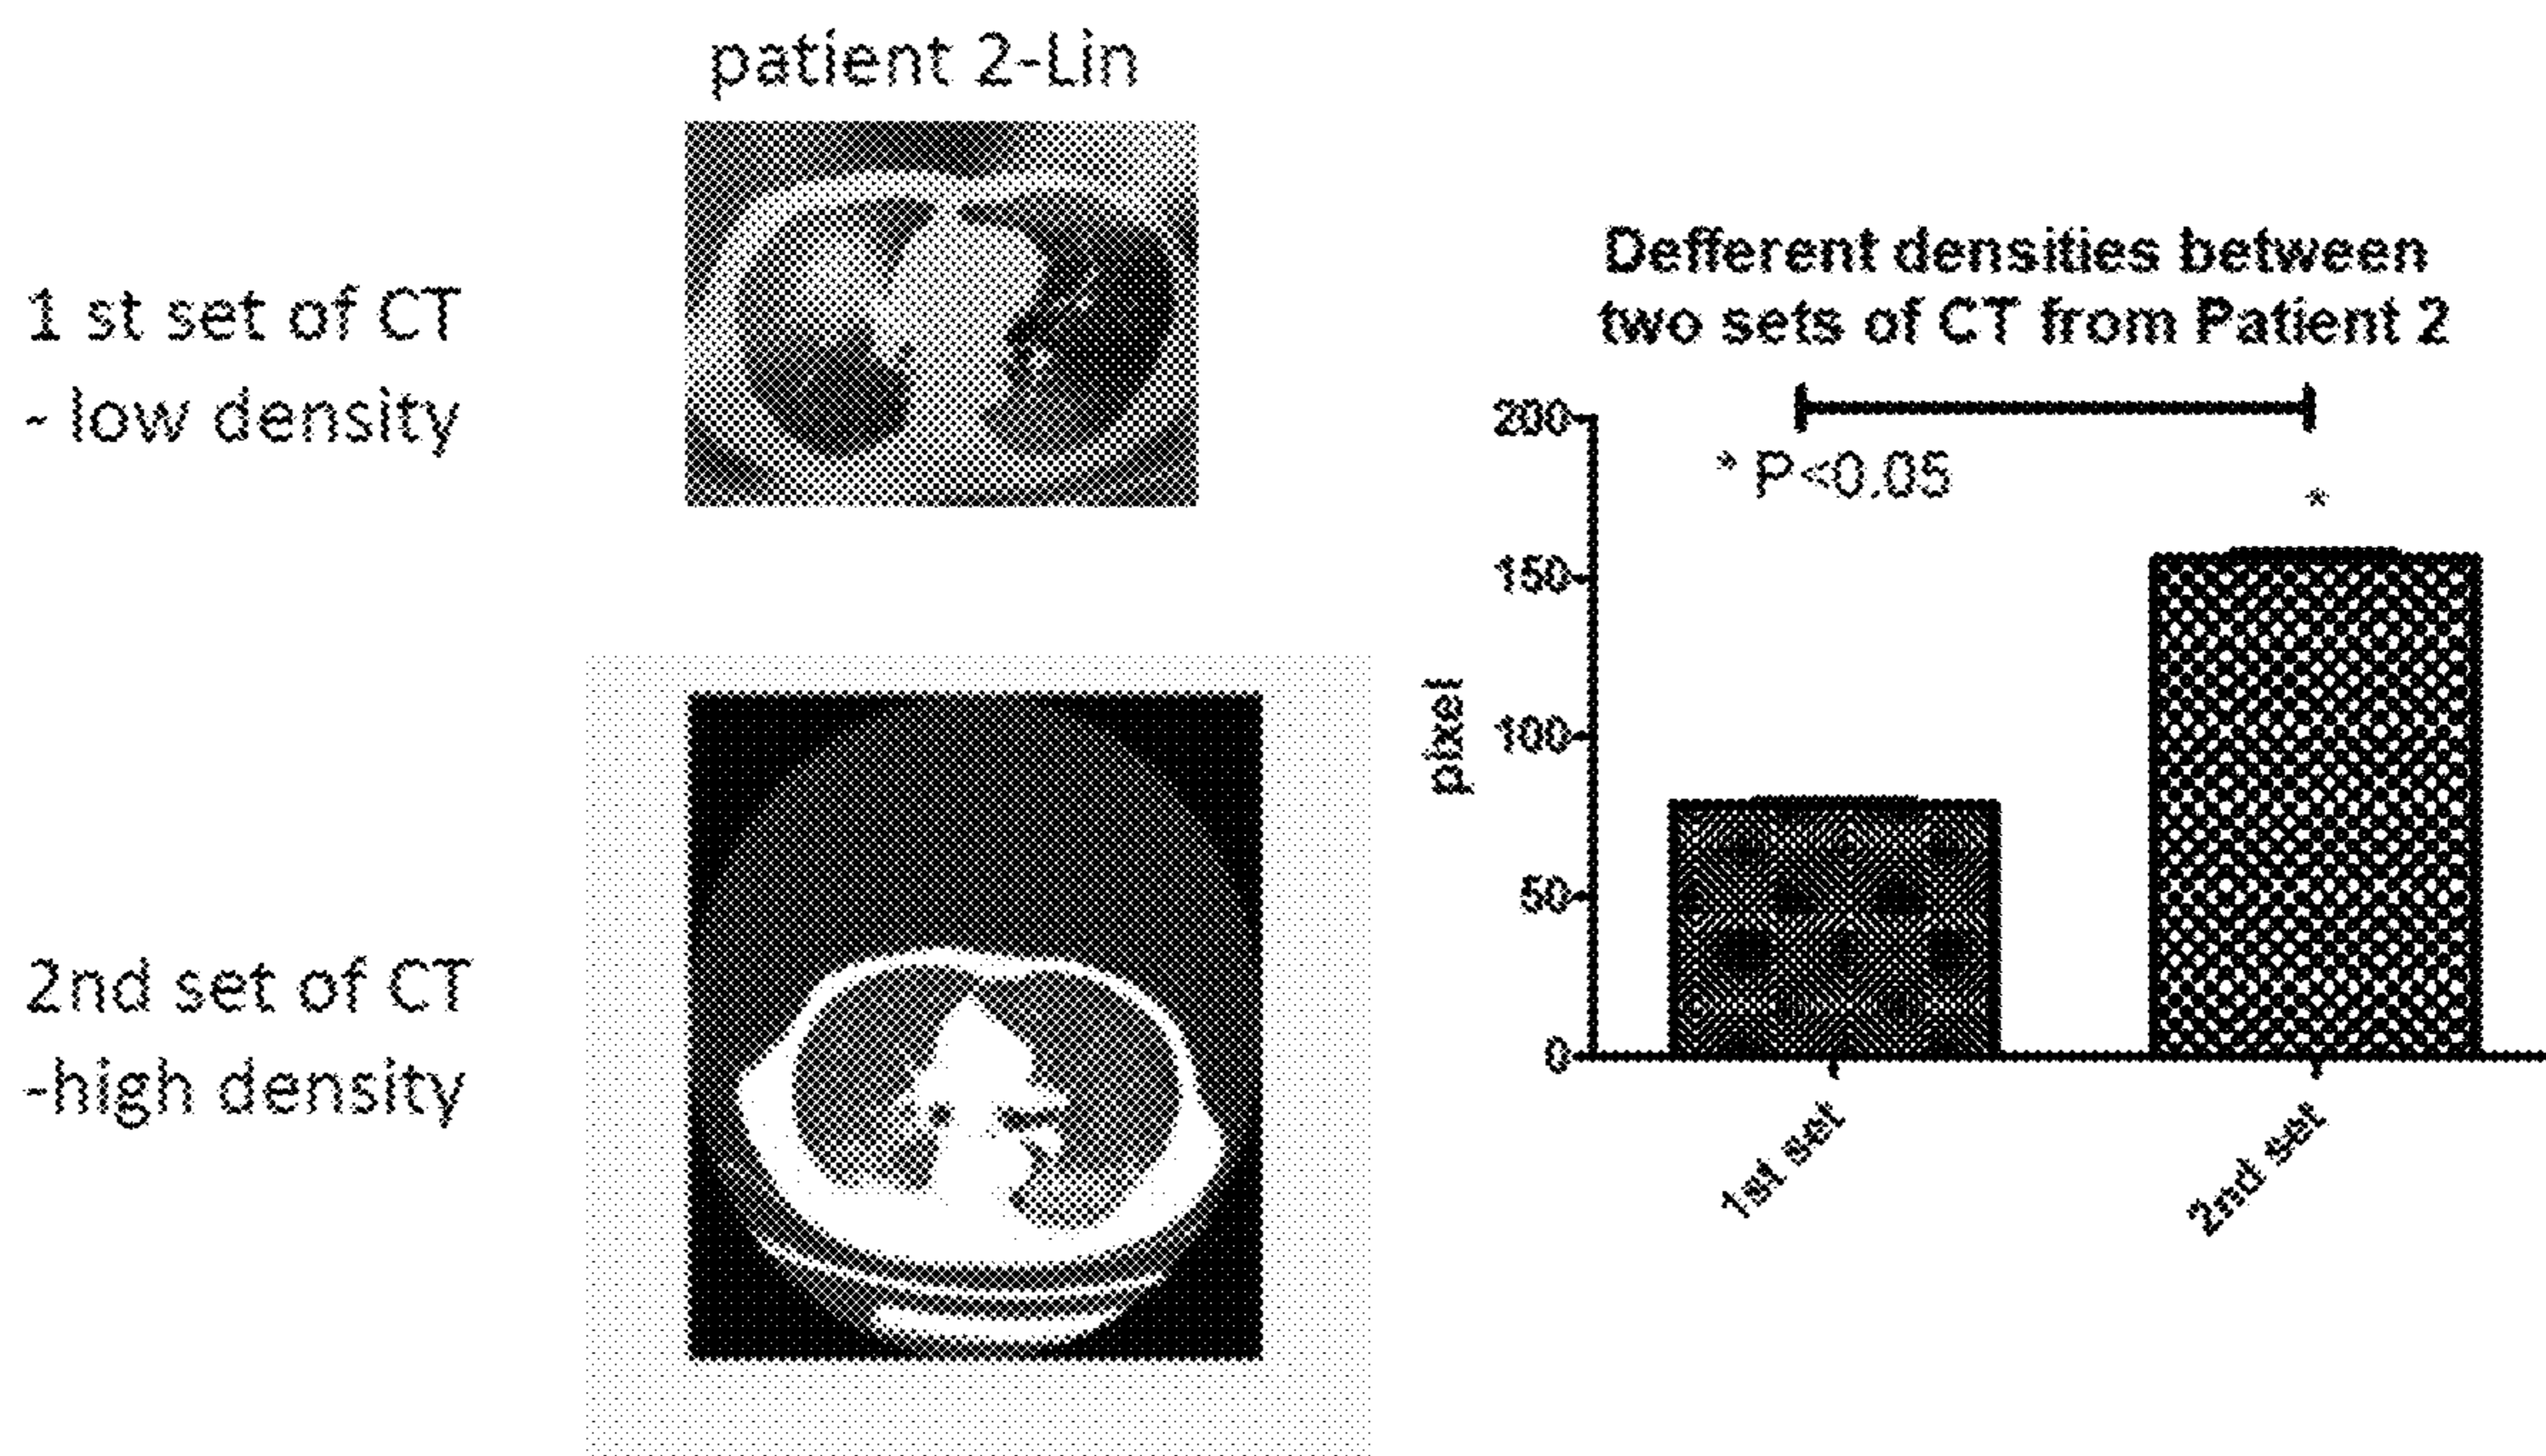 patient 2-Lin
1 st set of CT
- low density
2nd set of CT
-high density
Defferent densities between
two sets of CT from Patient 2
* P<0.05
*
200
150
100
50
0
pixel
1st set
2nd set